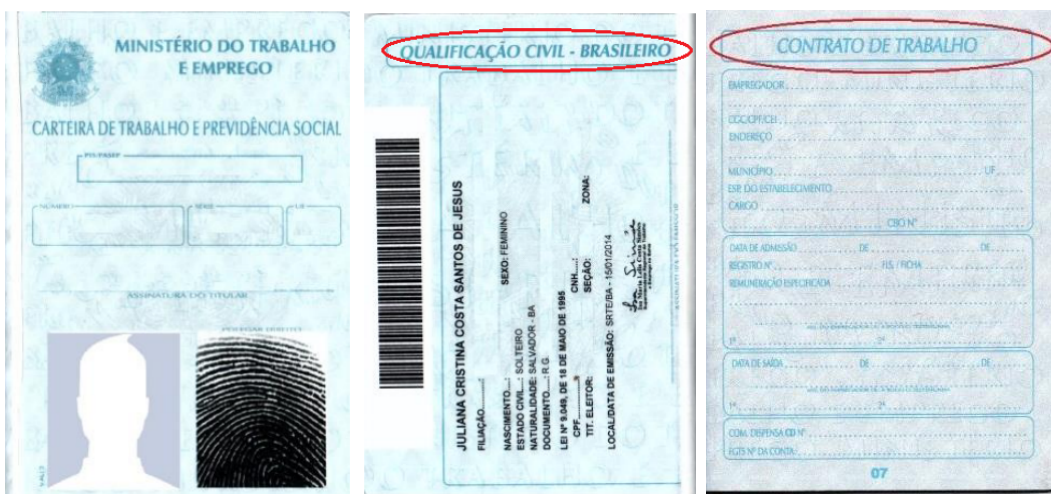 MINISTÉRIO DO TRABALHO
E EMPREGO
CARTEIRA DE TRABALHO E PREVIDÊNCIA SOCIAL
PIS/PASEP
NÚMERO
SÉRIE
UF
ASSINATURA DO TITULAR
POLEGAR DIREITO
QUALIFICAÇÃO CIVIL - BRASILEIRO
JULIANA CRISTINA COSTA SANTOS DE JESUS
FILIAÇÃO......:
NASCIMENTO....: SEXO: FEMININO
ESTADO CIVIL...: SOLTEIRO
NATURALIDADE: SALVADOR - BA
DOCUMENTO....: R.G.
LEI Nº 9.049, DE 18 DE MAIO DE 1995
CPF CNH.....:
TIT. ELEITOR: SEÇÃO: ZONA:
LOCAL/DATA DE EMISSÃO: SRTE/BA - 15/01/2014
CONTRATO DE TRABALHO
EMPREGADOR
CGC/CPF/CEI
ENDEREÇO
MUNICÍPIO UF
ESP. DO ESTABELECIMENTO
CARGO
CBO Nº
DATA DE ADMISSÃO DE DE
REGISTRO Nº FLS. / FICHA
REMUNERAÇÃO ESPECIFICADA
1º 2º
DATA DE SAÍDA DE DE
1º 2º
COM. DISPENSA CD Nº
FGTS Nº DA CONTA
07